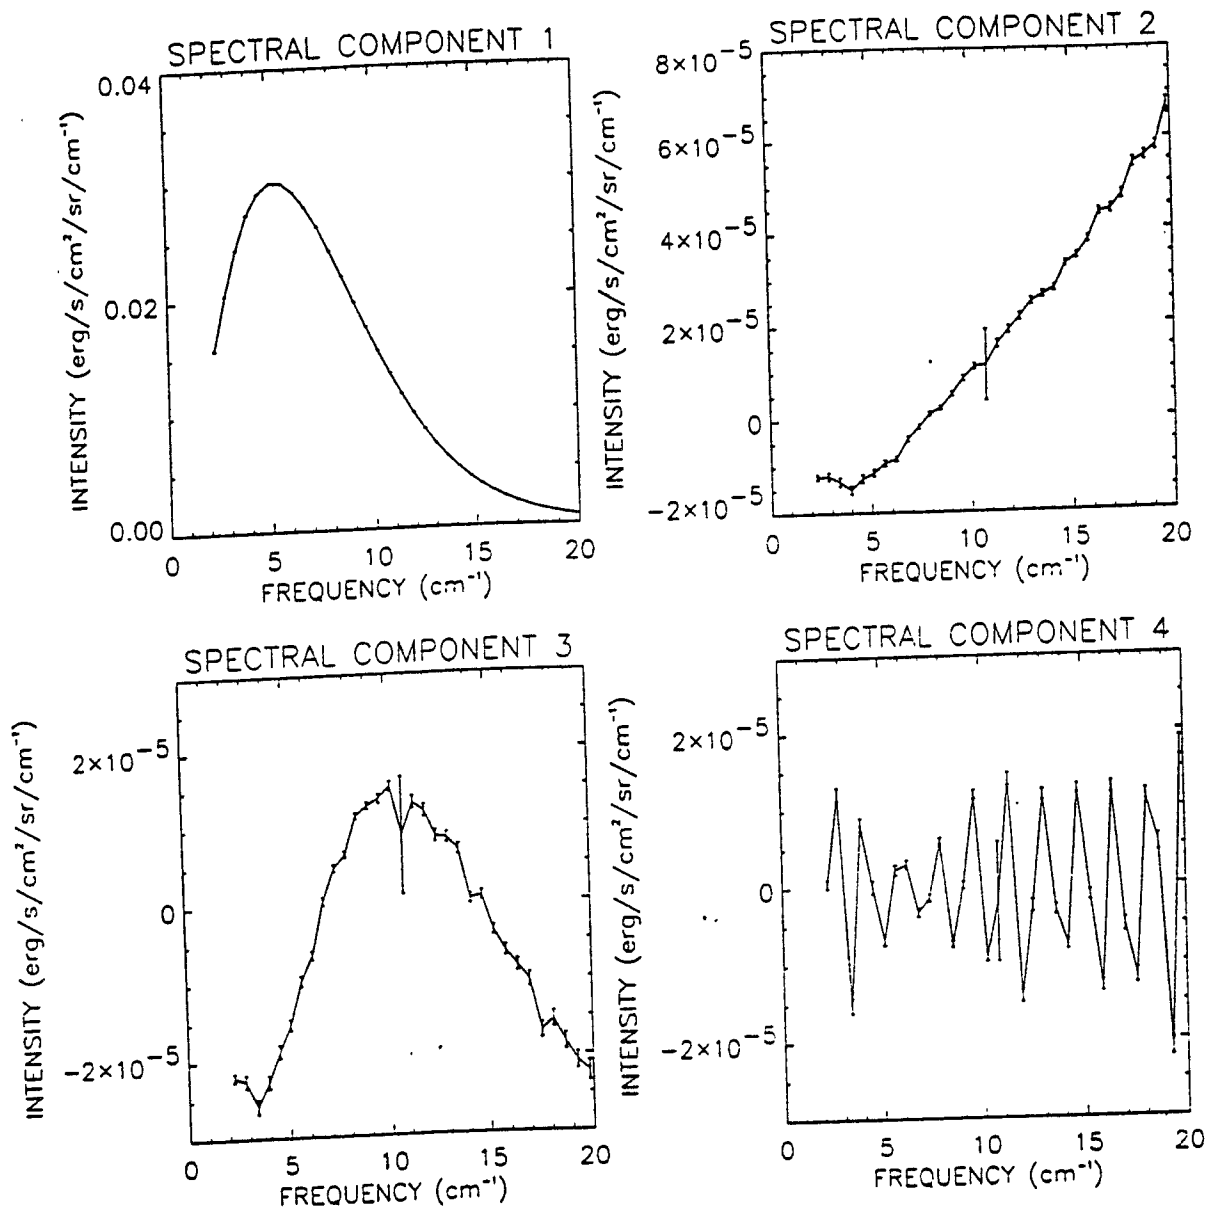 SPECTRAL COMPONENT 1
0.04
0.02
0.00
INTENSITY (erg/s/cm²/sr/cm⁻¹)
0 5 10 15 20
FREQUENCY (cm⁻¹)
SPECTRAL COMPONENT 2
8×10⁻⁵
6×10⁻⁵
4×10⁻⁵
2×10⁻⁵
0
−2×10⁻⁵
INTENSITY (erg/s/cm²/sr/cm⁻¹)
0 5 10 15 20
FREQUENCY (cm⁻¹)
SPECTRAL COMPONENT 3
2×10⁻⁵
0
−2×10⁻⁵
INTENSITY (erg/s/cm²/sr/cm⁻¹)
0 5 10 15 20
FREQUENCY (cm⁻¹)
SPECTRAL COMPONENT 4
2×10⁻⁵
0
−2×10⁻⁵
INTENSITY (erg/s/cm²/sr/cm⁻¹)
0 5 10 15 20
FREQUENCY (cm⁻¹)